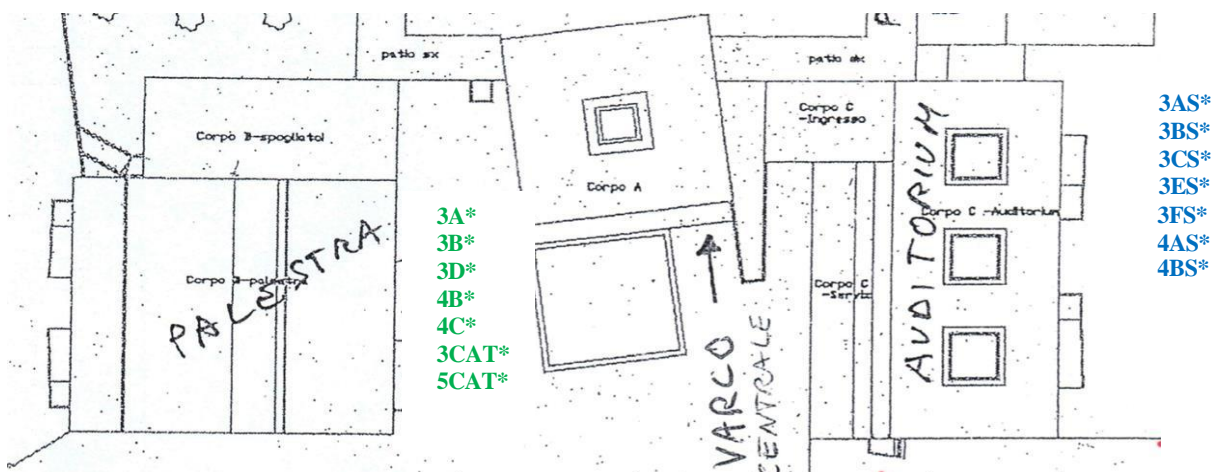 patio sx
patio dx
Corpo B-spogliatoi
Corpo A
Corpo C
-Ingresso
Corpo B-palestra
PALESTRA
3A*
3B*
3D*
4B*
4C*
3CAT*
5CAT*
VARCO
CENTRALE
Corpo C
-Servizi
AUDITORIUM
Corpo C -Auditorium
3AS*
3BS*
3CS*
3ES*
3FS*
4AS*
4BS*